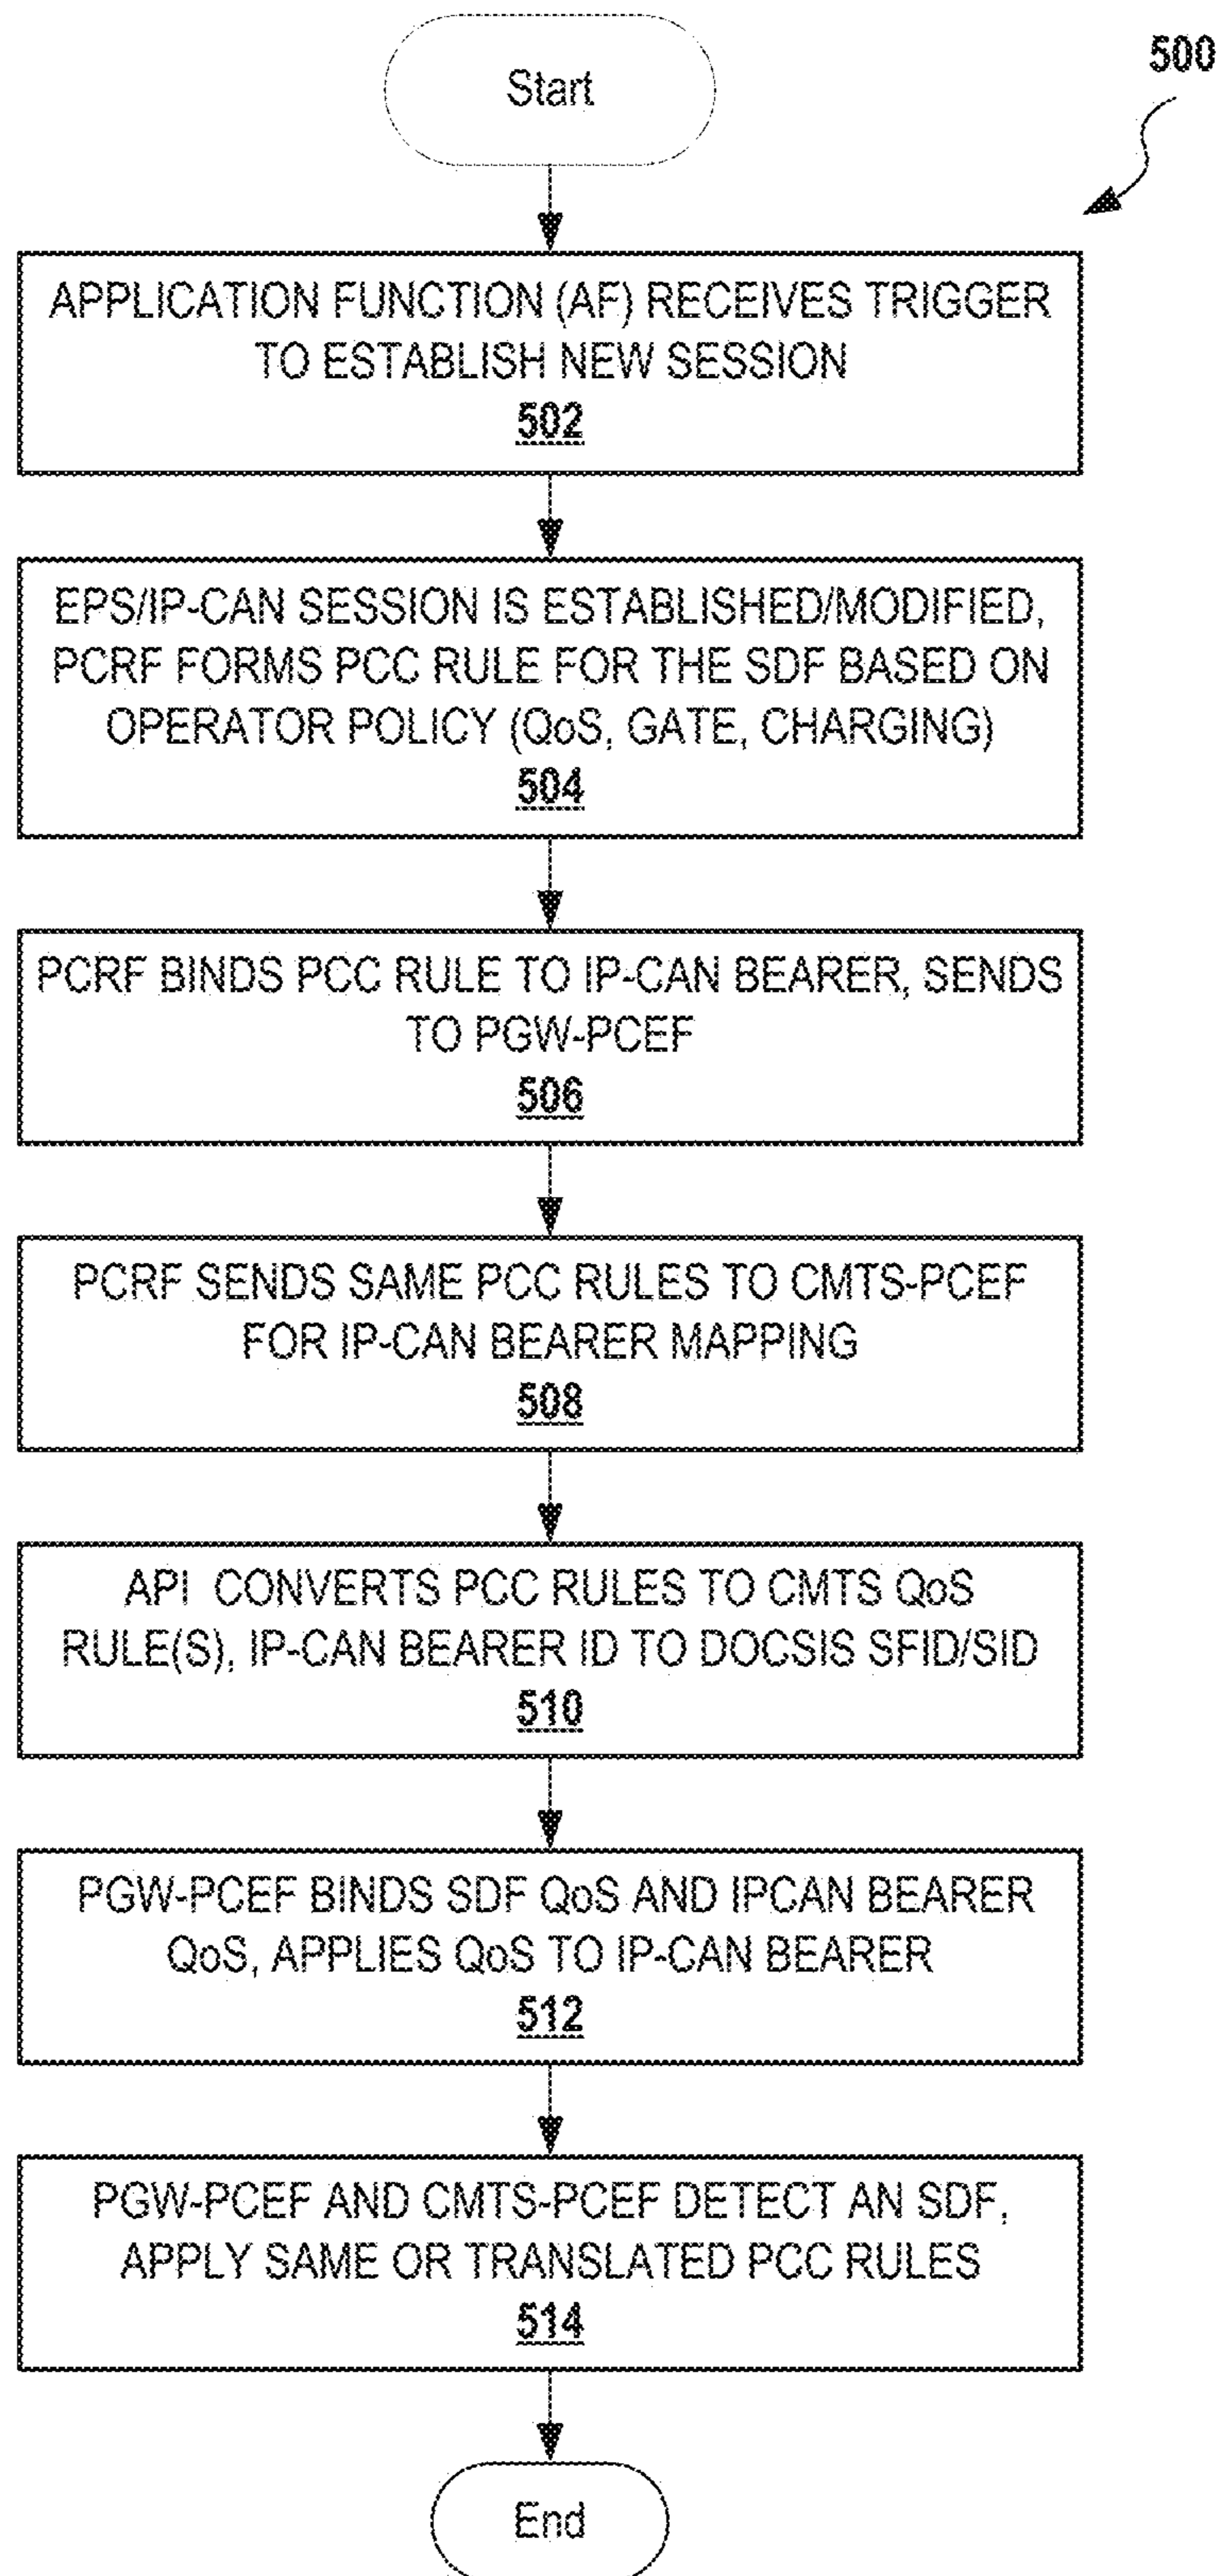 500
Start
APPLICATION FUNCTION (AF) RECEIVES TRIGGER
TO ESTABLISH NEW SESSION
502
EPS/IP-CAN SESSION IS ESTABLISHED/MODIFIED,
PCRF FORMS PCC RULE FOR THE SDF BASED ON
OPERATOR POLICY (QoS, GATE, CHARGING)
504
PCRF BINDS PCC RULE TO IP-CAN BEARER, SENDS
TO PGW-PCEF
506
PCRF SENDS SAME PCC RULES TO CMTS-PCEF
FOR IP-CAN BEARER MAPPING
508
API CONVERTS PCC RULES TO CMTS QoS
RULE(S), IP-CAN BEARER ID TO DOCSIS SFID/SID
510
PGW-PCEF BINDS SDF QoS AND IPCAN BEARER
QoS, APPLIES QoS TO IP-CAN BEARER
512
PGW-PCEF AND CMTS-PCEF DETECT AN SDF,
APPLY SAME OR TRANSLATED PCC RULES
514
End